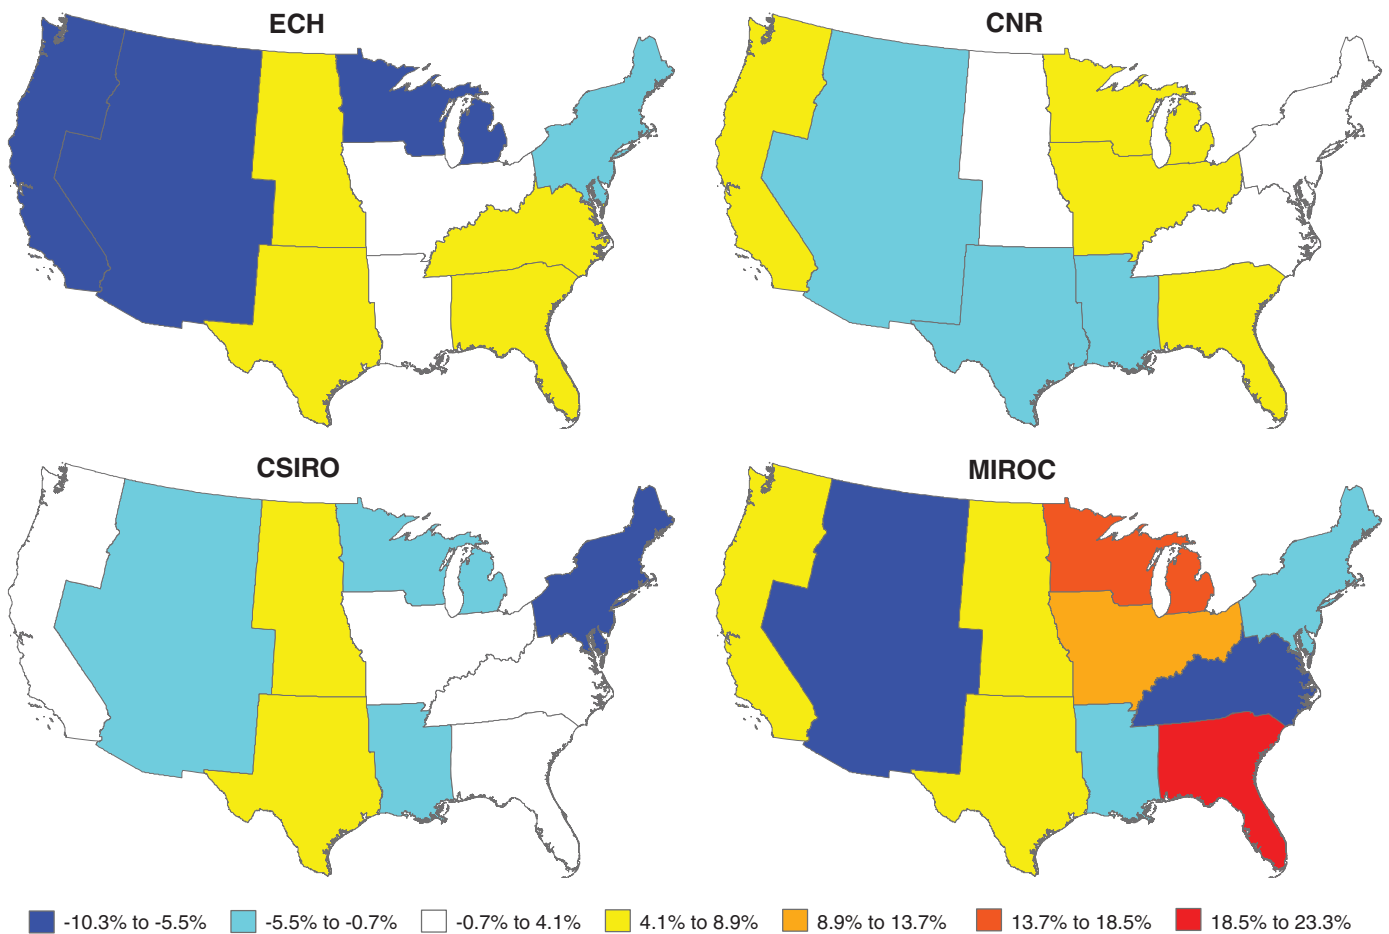 ECH
CNR
CSIRO
MIROC
-10.3% to -5.5%
-5.5% to -0.7%
-0.7% to 4.1%
4.1% to 8.9%
8.9% to 13.7%
13.7% to 18.5%
18.5% to 23.3%